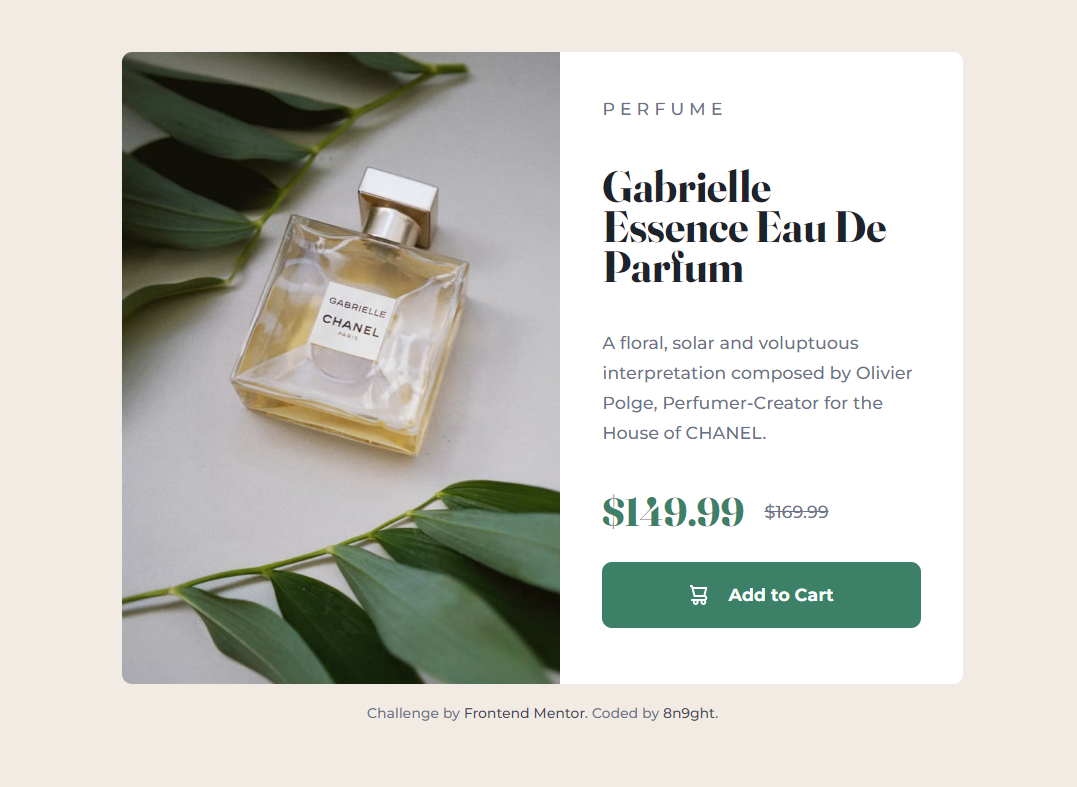 GABRIELLE
CHANEL
PARIS
PERFUME
Gabrielle
Essence Eau De
Parfum
A floral, solar and voluptuous
interpretation composed by Olivier
Polge, Perfumer-Creator for the
House of CHANEL.
$149.99 $169.99
Add to Cart
Challenge by Frontend Mentor. Coded by 8n9ght.